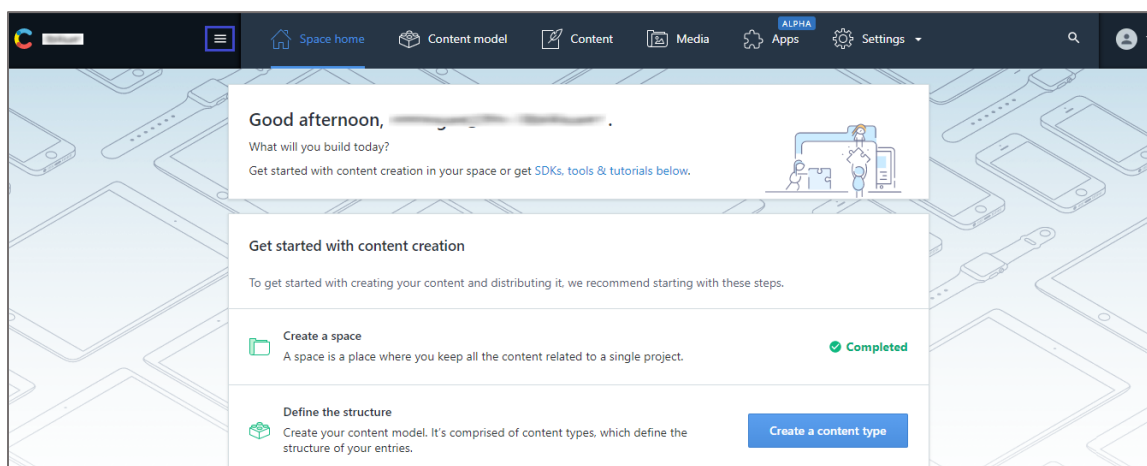 ALPHA
Space home Content model Content Media Apps Settings
Good afternoon, .
What will you build today?
Get started with content creation in your space or get SDKs, tools & tutorials below.
Get started with content creation
To get started with creating your content and distributing it, we recommend starting with these steps.
Create a space
A space is a place where you keep all the content related to a single project.
Completed
Define the structure
Create your content model. It's comprised of content types, which define the
structure of your entries.
Create a content type